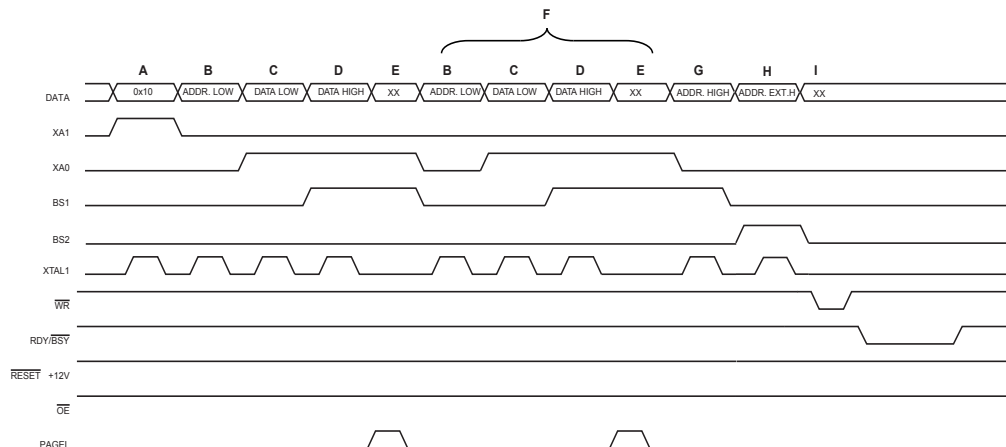 F
A B C D E B C D E G H I
DATA 0x10 ADDR. LOW DATA LOW DATA HIGH XX ADDR. LOW DATA LOW DATA HIGH XX ADDR. HIGH ADDR. EXT.H XX
XA1
XA0
BS1
BS2
XTAL1
WR
RDY/BSY
RESET +12V
OE
PAGEL